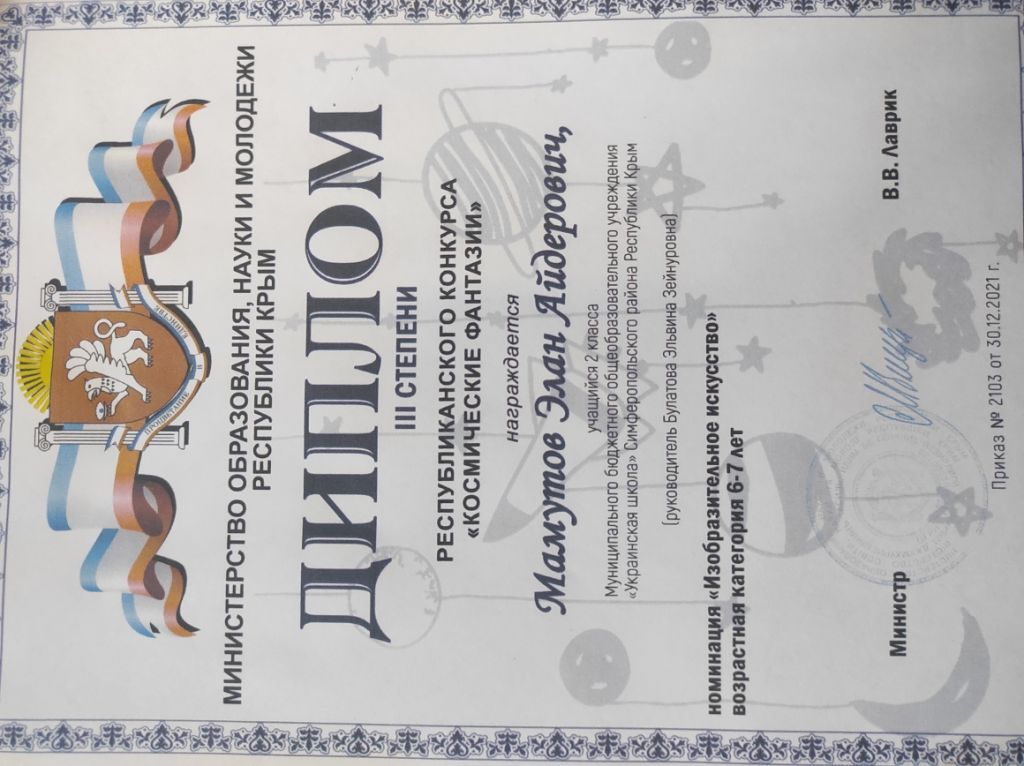 ПРОЦВЕТАНИЕ В ЕДИНСТВЕ
МИНИСТЕРСТВО ОБРАЗОВАНИЯ, НАУКИ И МОЛОДЕЖИ
РЕСПУБЛИКИ КРЫМ
ДИПЛОМ
III СТЕПЕНИ
РЕСПУБЛИКАНСКОГО КОНКУРСА
«КОСМИЧЕСКИЕ ФАНТАЗИИ»
награждается
Мамутов Элан Айдерович,
учащийся 2 класса
Муниципального бюджетного общеобразовательного учреждения
«Украинская школа» Симферопольского района Республики Крым
(руководитель Булатова Эльвина Зейнуровна)
номинация «Изобразительное искусство»
возрастная категория 6-7 лет
Министр
В.В. Лаврик
Приказ № 2103 от 30.12.2021 г.